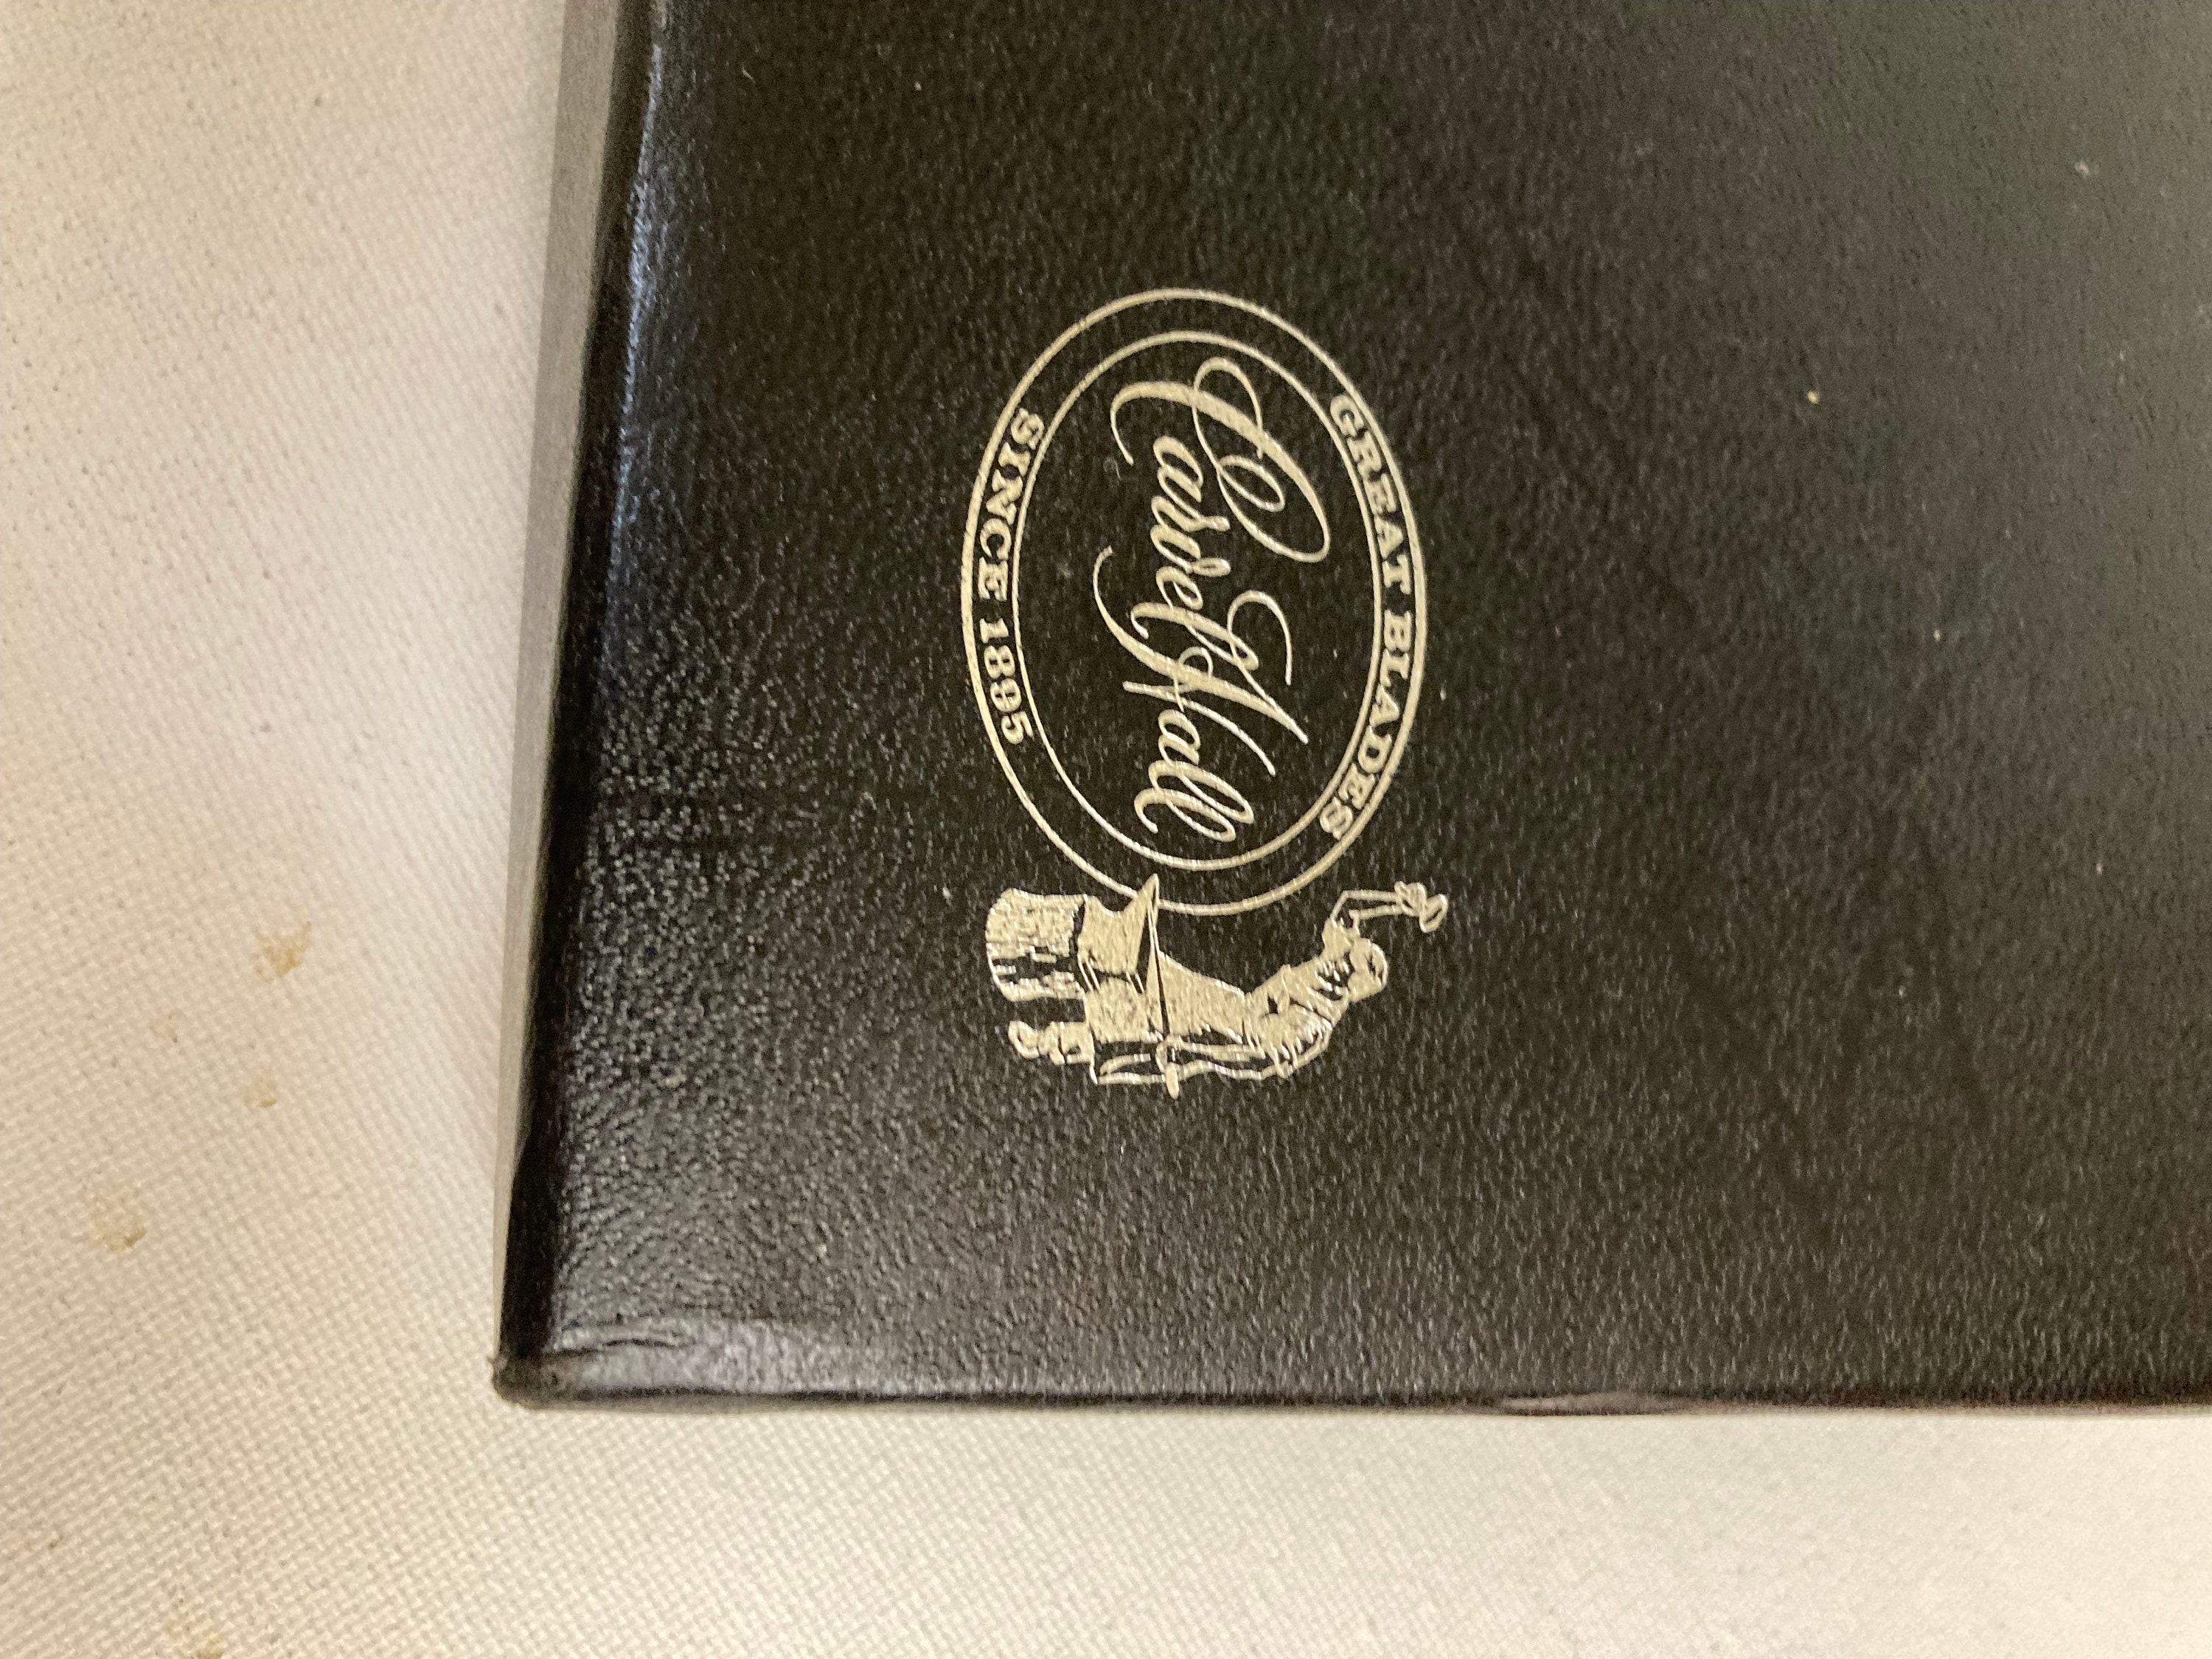 GREAT BLADES
Carvel Hall
SINCE 1895